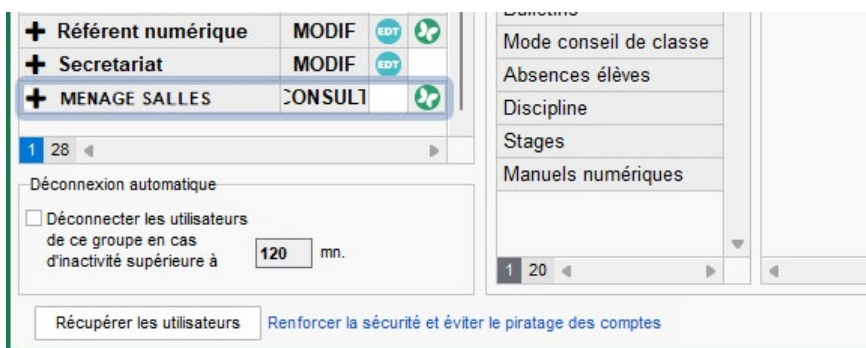 Bulletins
Référent numérique MODIF EDT
Mode conseil de classe
Secretariat MODIF EDT
Absences élèves
MENAGE SALLES CONSULT
Discipline
Stages
1 28
Manuels numériques
Déconnexion automatique
Déconnecter les utilisateurs
de ce groupe en cas
d'inactivité supérieure à 120 mn.
1 20
Récupérer les utilisateurs Renforcer la sécurité et éviter le piratage des comptes